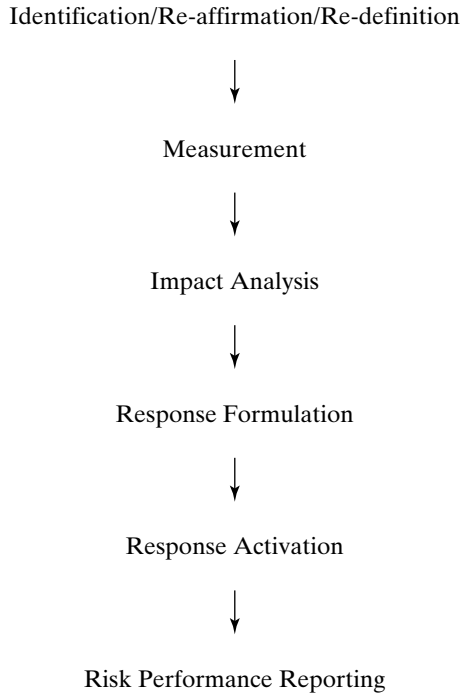 Identification/Re-affirmation/Re-definition
Measurement
Impact Analysis
Response Formulation
Response Activation
Risk Performance Reporting